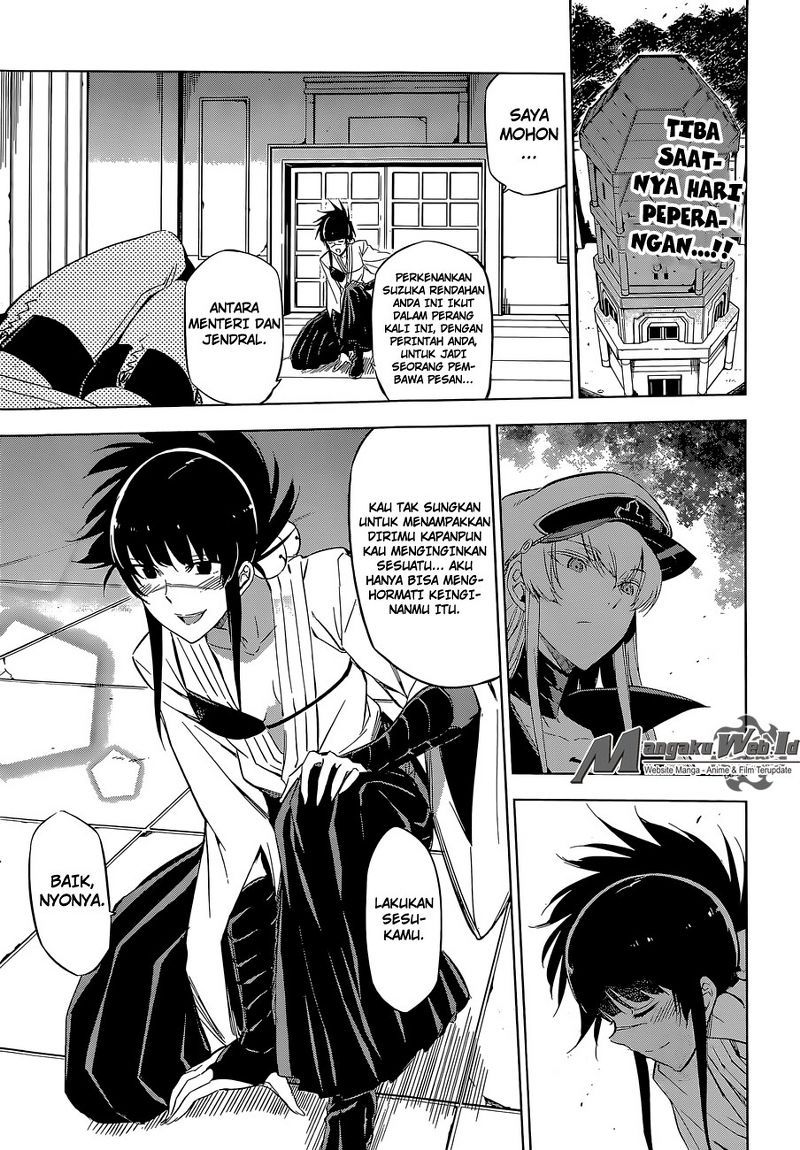 TIBA
SAAT-
NYA HARI
PEPERA-
NGAN....!!
SAYA
MOHON
...
PERKENANKAN
SUZUKA RENDAHAN
ANDA INI IKUT
DALAM PERANG
KALI INI, DENGAN
PERINTAH ANDA,
UNTUK JADI
SEORANG PEM-
BAWA PESAN...
ANTARA
MENTERI DAN
JENDRAL.
KAU TAK SUNGKAN
UNTUK MENAMPAKKAN
DIRIMU KAPANPUN
KAU MENGINGINKAN
SESUATU... AKU
HANYA BISA MENG-
HORMATI KEINGI-
NANMU ITU.
Mangaku.Web.Id
Website Manga - Anime & Film Terupdate
LAKUKAN
SESU-
KAMU.
BAIK,
NYONYA.